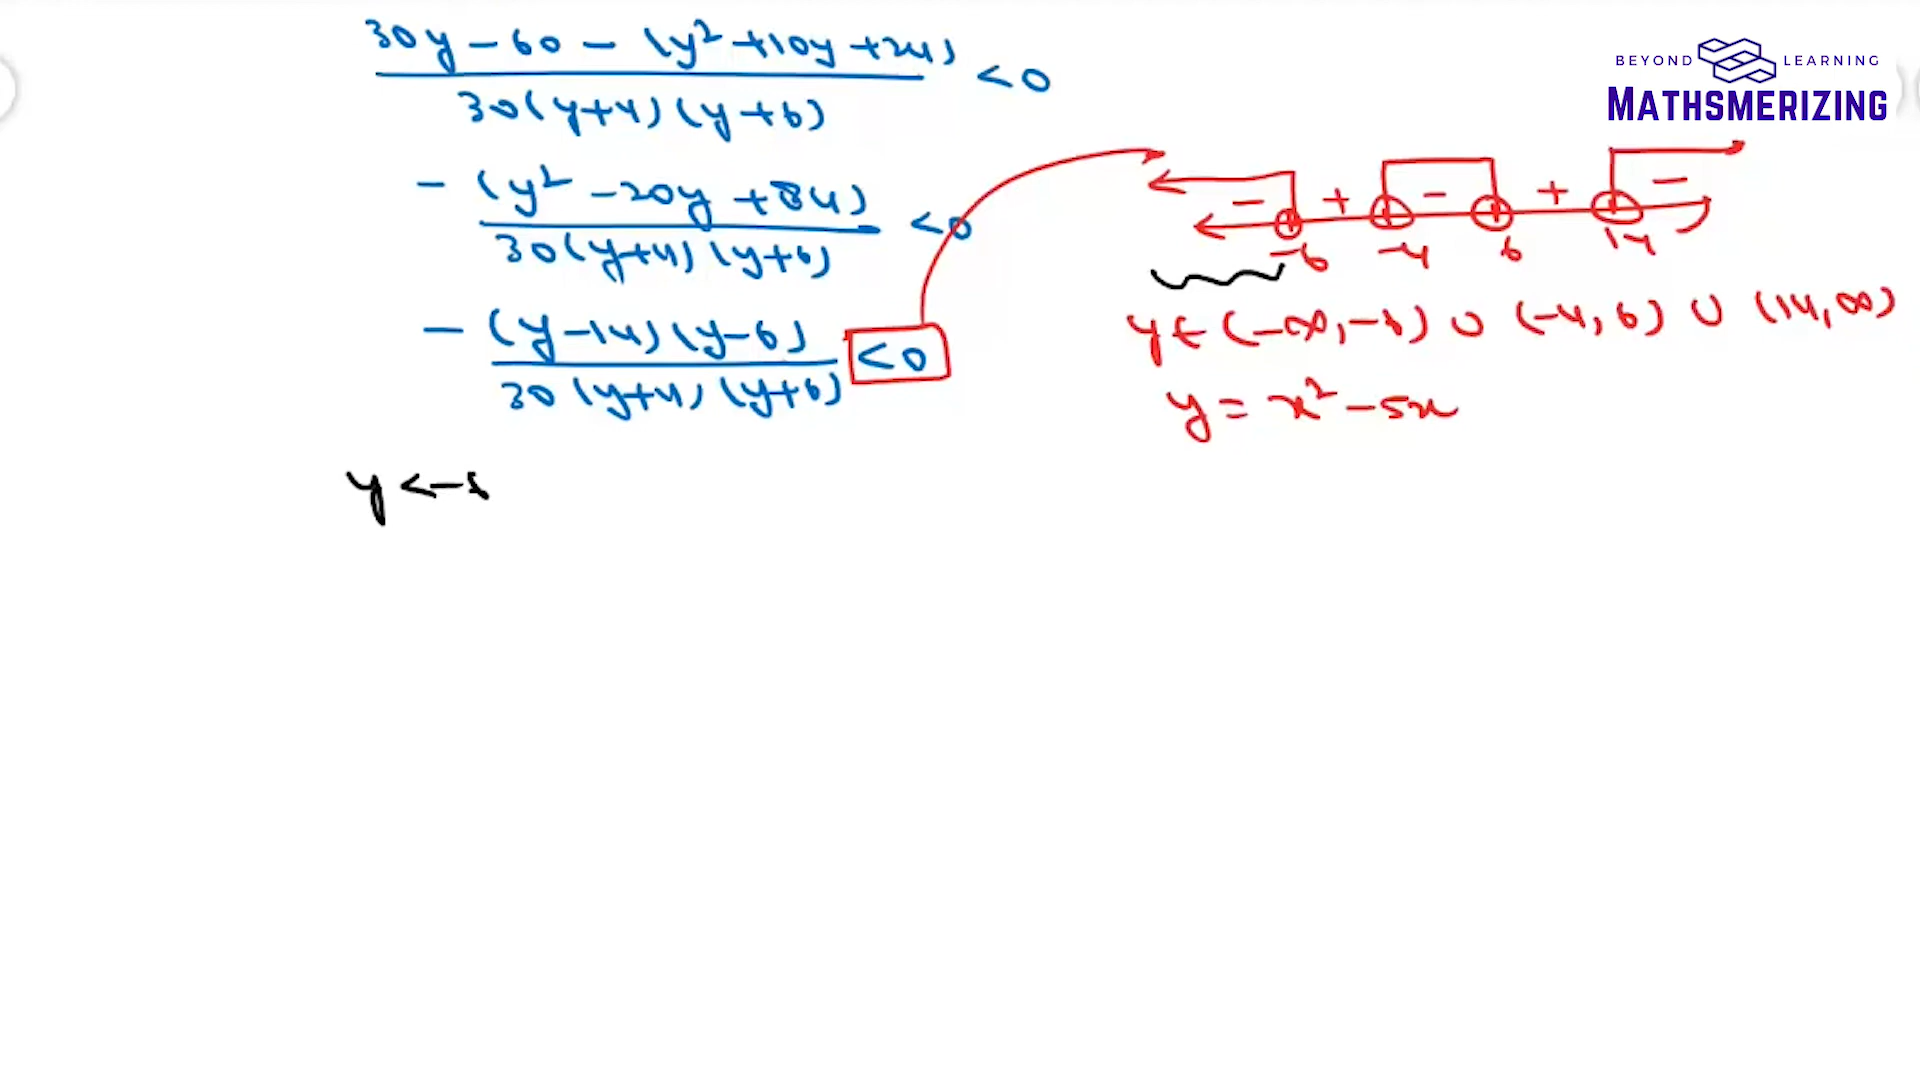 30y - 60 - (y² + 10y + 24)
30(y+4)(y+6)
< 0
- (y² - 20y + 84)
30(y+4)(y+6)
< 0
- (y-14)(y-6)
30(y+4)(y+6)
< 0
y < -6
BEYOND LEARNING
MATHSMERIZING
- + - + -
-6 -4 6 14
y ∈ (-∞, -6) ∪ (-4, 6) ∪ (14, ∞)
y = x² - 5x